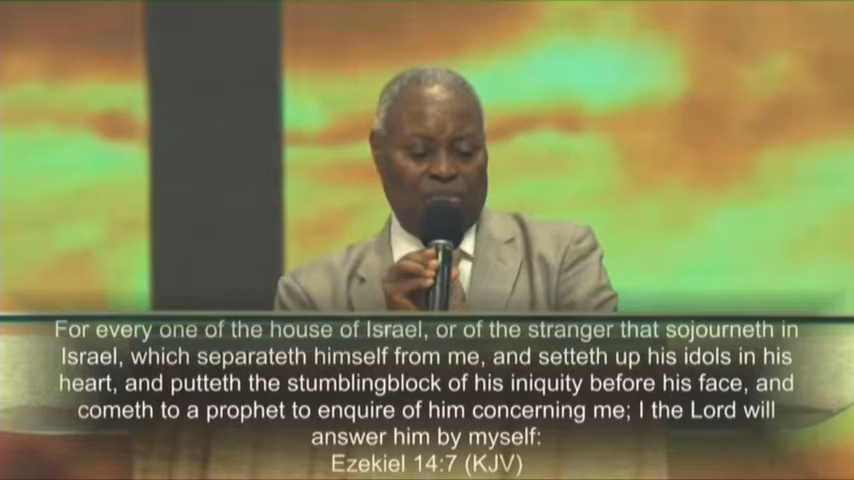 For every one of the house of Israel, or of the stranger that sojourneth in
Israel, which separateth himself from me, and setteth up his idols in his
heart, and putteth the stumblingblock of his iniquity before his face, and
cometh to a prophet to enquire of him concerning me; I the Lord will
answer him by myself:
Ezekiel 14:7 (KJV)